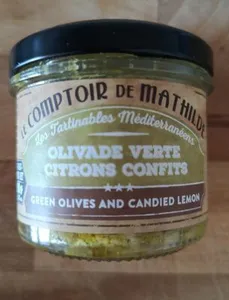 LE COMPTOIR DE MATHILDE
Les Tartinables Méditerranéens
OLIVADE VERTE
CITRONS CONFITS
GREEN OLIVES AND CANDIED LEMON